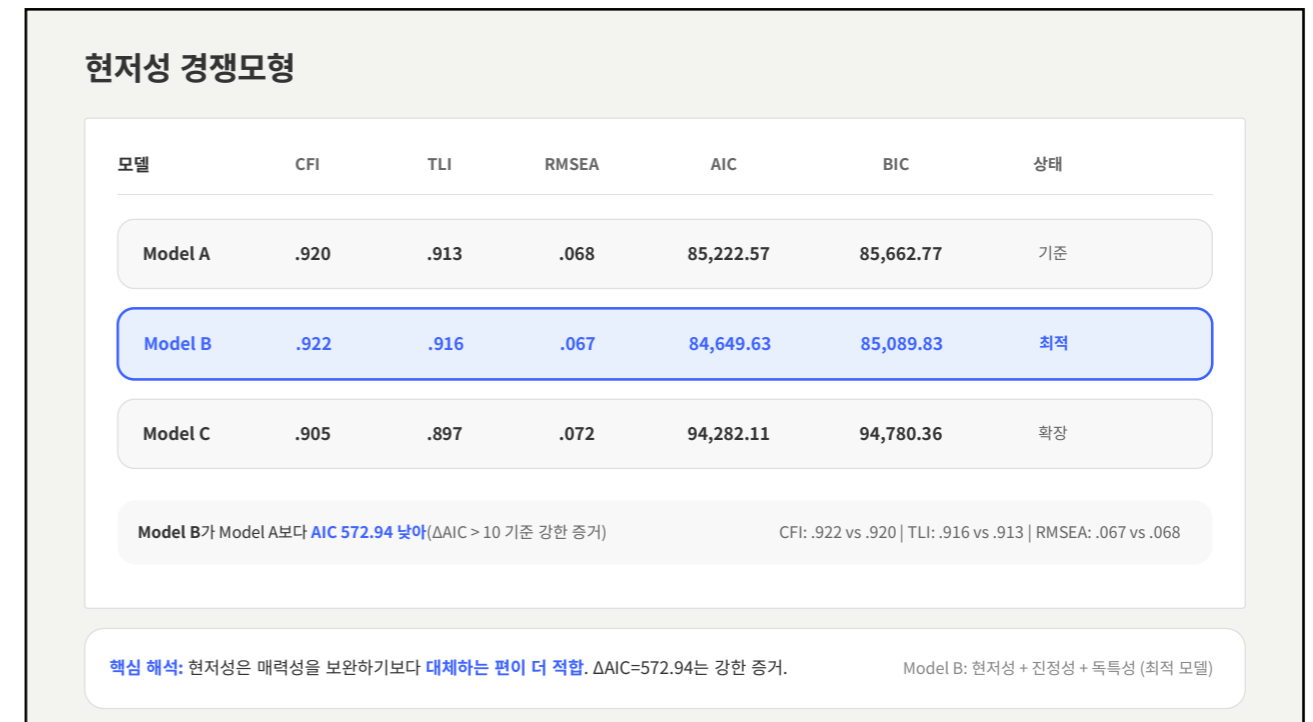 현저성 경쟁모형
모델 CFI TLI RMSEA AIC BIC 상태
Model A .920 .913 .068 85,222.57 85,662.77 기준
Model B .922 .916 .067 84,649.63 85,089.83 최적
Model C .905 .897 .072 94,282.11 94,780.36 확장
Model B가 Model A보다 AIC 572.94 낮아(ΔAIC > 10 기준 강한 증거) CFI: .922 vs .920 | TLI: .916 vs .913 | RMSEA: .067 vs .068
핵심 해석: 현저성은 매력성을 보완하기보다 대체하는 편이 더 적합. ΔAIC=572.94는 강한 증거. Model B: 현저성 + 진정성 + 독특성 (최적 모델)